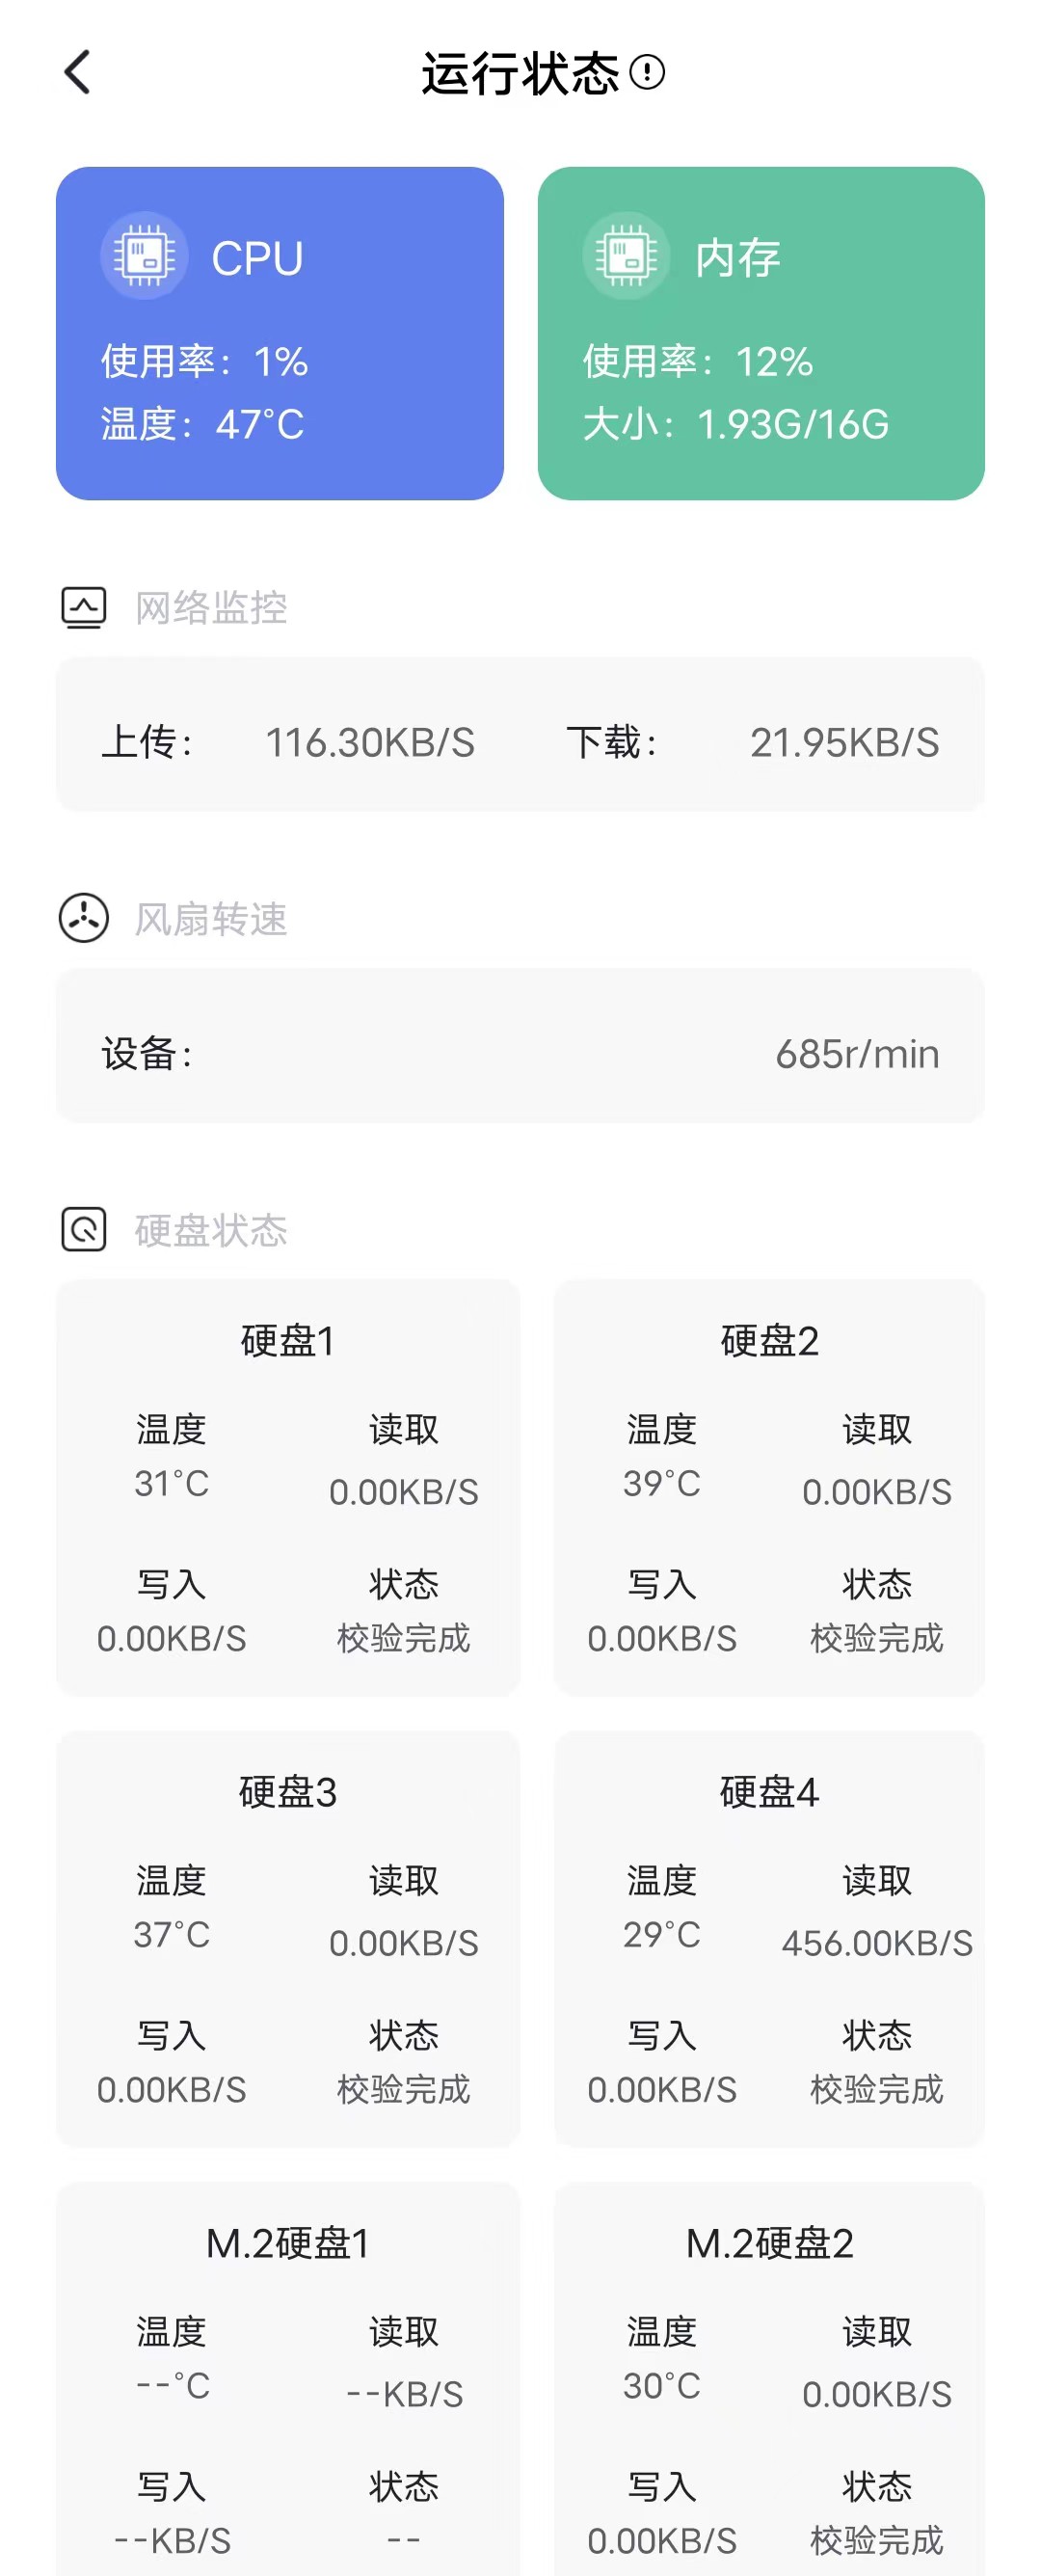 运行状态
CPU
使用率：1%
温度：47°C
内存
使用率：12%
大小：1.93G/16G
网络监控
上传：　116.30KB/S　下载：　21.95KB/S
风扇转速
设备：　685r/min
硬盘状态
硬盘1
温度　读取
31°C　0.00KB/S
写入　状态
0.00KB/S　校验完成
硬盘2
温度　读取
39°C　0.00KB/S
写入　状态
0.00KB/S　校验完成
硬盘3
温度　读取
37°C　0.00KB/S
写入　状态
0.00KB/S　校验完成
硬盘4
温度　读取
29°C　456.00KB/S
写入　状态
0.00KB/S　校验完成
M.2硬盘1
温度　读取
--°C　--KB/S
写入　状态
--KB/S　--
M.2硬盘2
温度　读取
30°C　0.00KB/S
写入　状态
0.00KB/S　校验完成